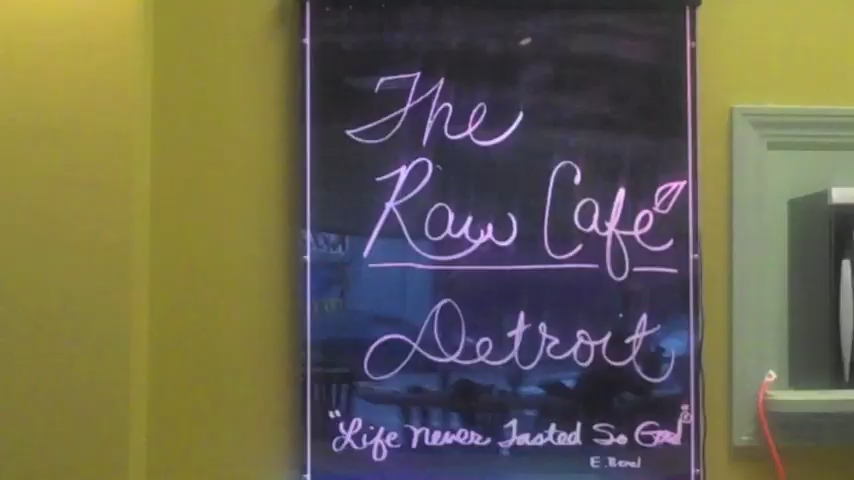 The
Raw Café
Detroit
"Life Never Tasted So Good"
E.